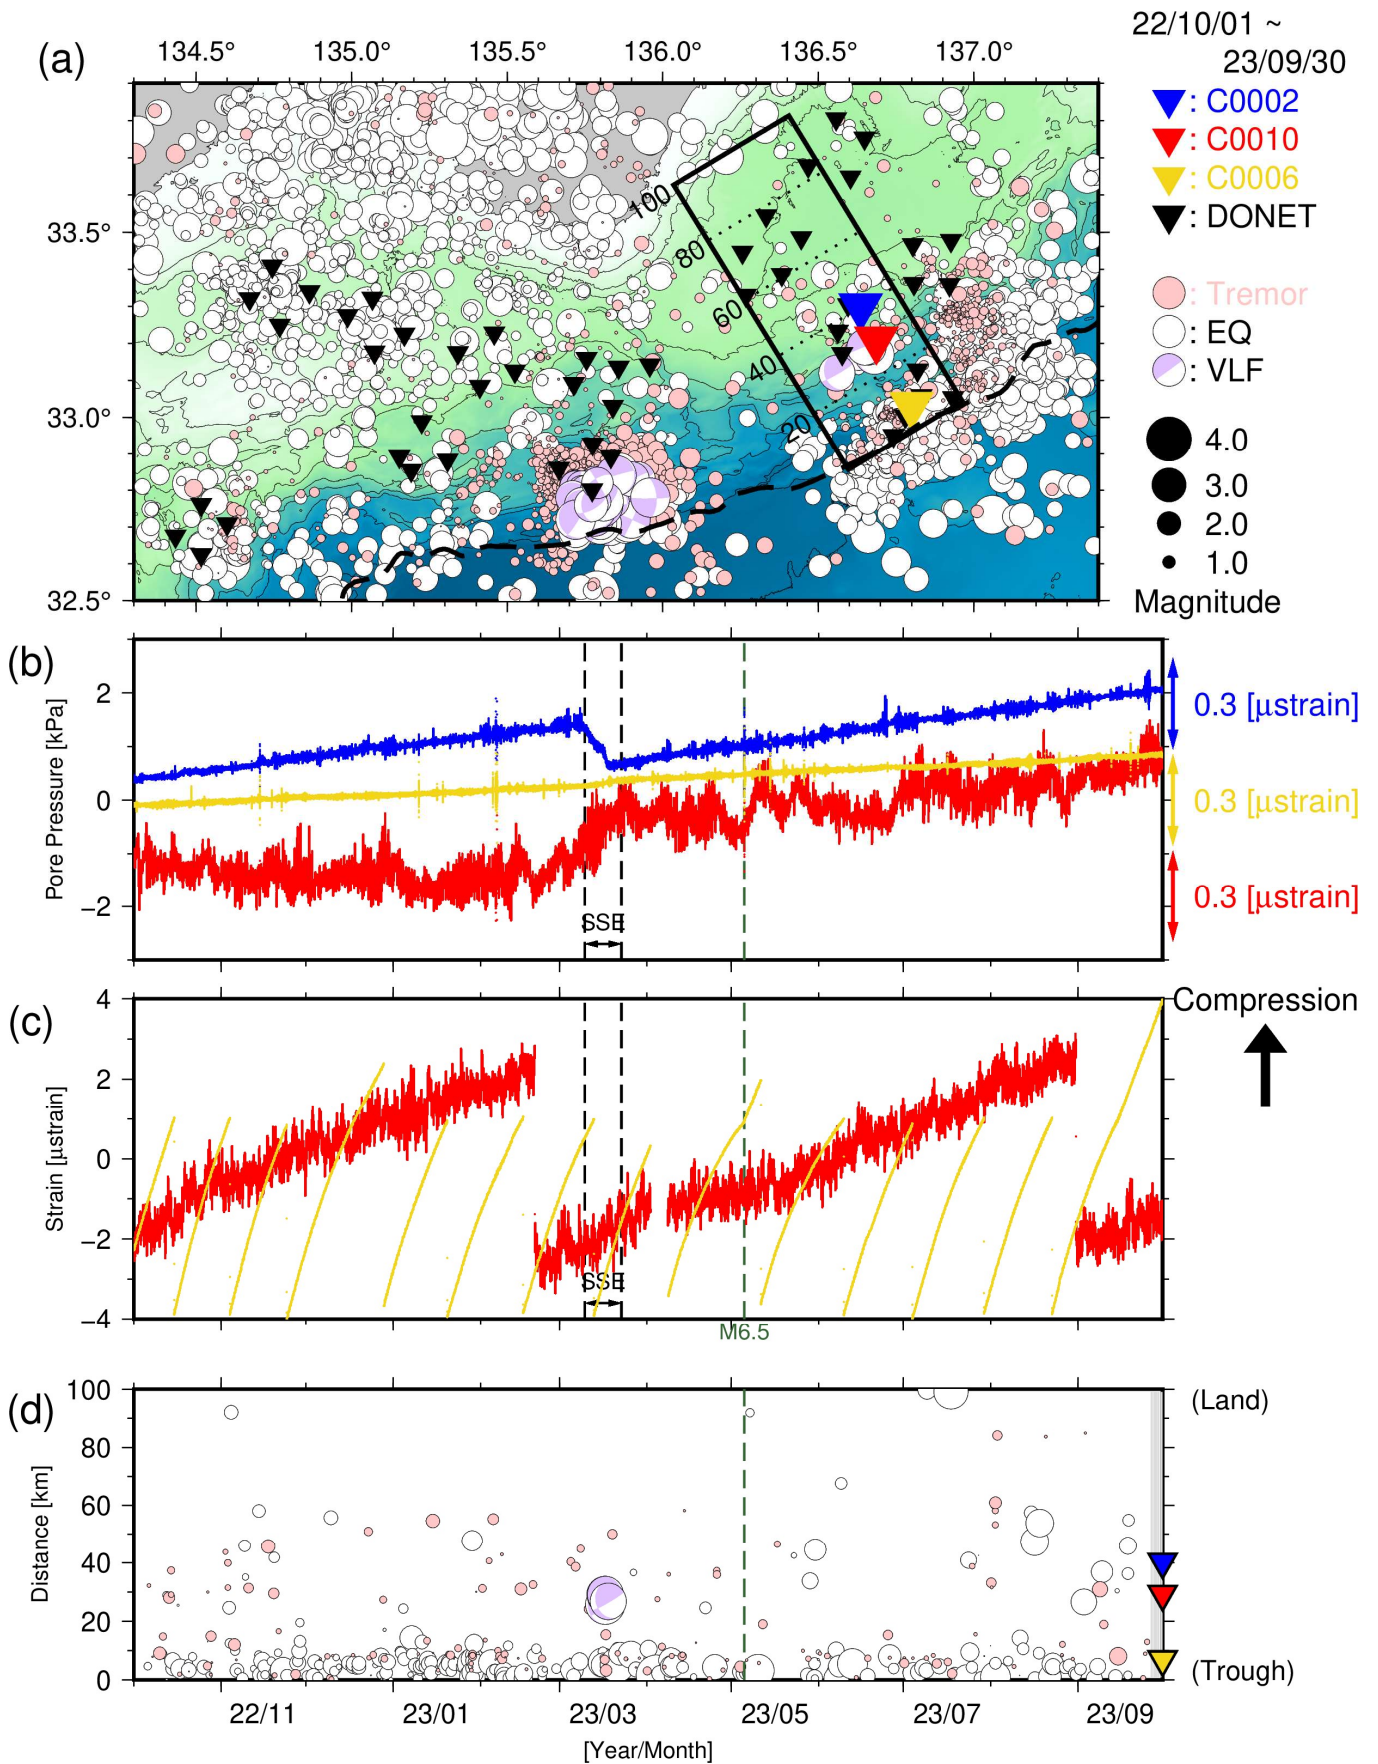 22/10/01 ~
23/09/30
(a)
134.5° 135.0° 135.5° 136.0° 136.5° 137.0°
: C0002
: C0010
: C0006
: DONET
: Tremor
: EQ
: VLF
4.0
3.0
2.0
1.0
Magnitude
33.5°
33.0°
32.5°
100
80
60
40
20
(b)
Pore Pressure [kPa]
2
0
−2
SSE
0.3 [μstrain]
0.3 [μstrain]
0.3 [μstrain]
(c)
Strain [μstrain]
4
2
0
−2
−4
SSE
M6.5
Compression
(d)
Distance [km]
100
80
60
40
20
0
(Land)
(Trough)
22/11 23/01 23/03 23/05 23/07 23/09
[Year/Month]